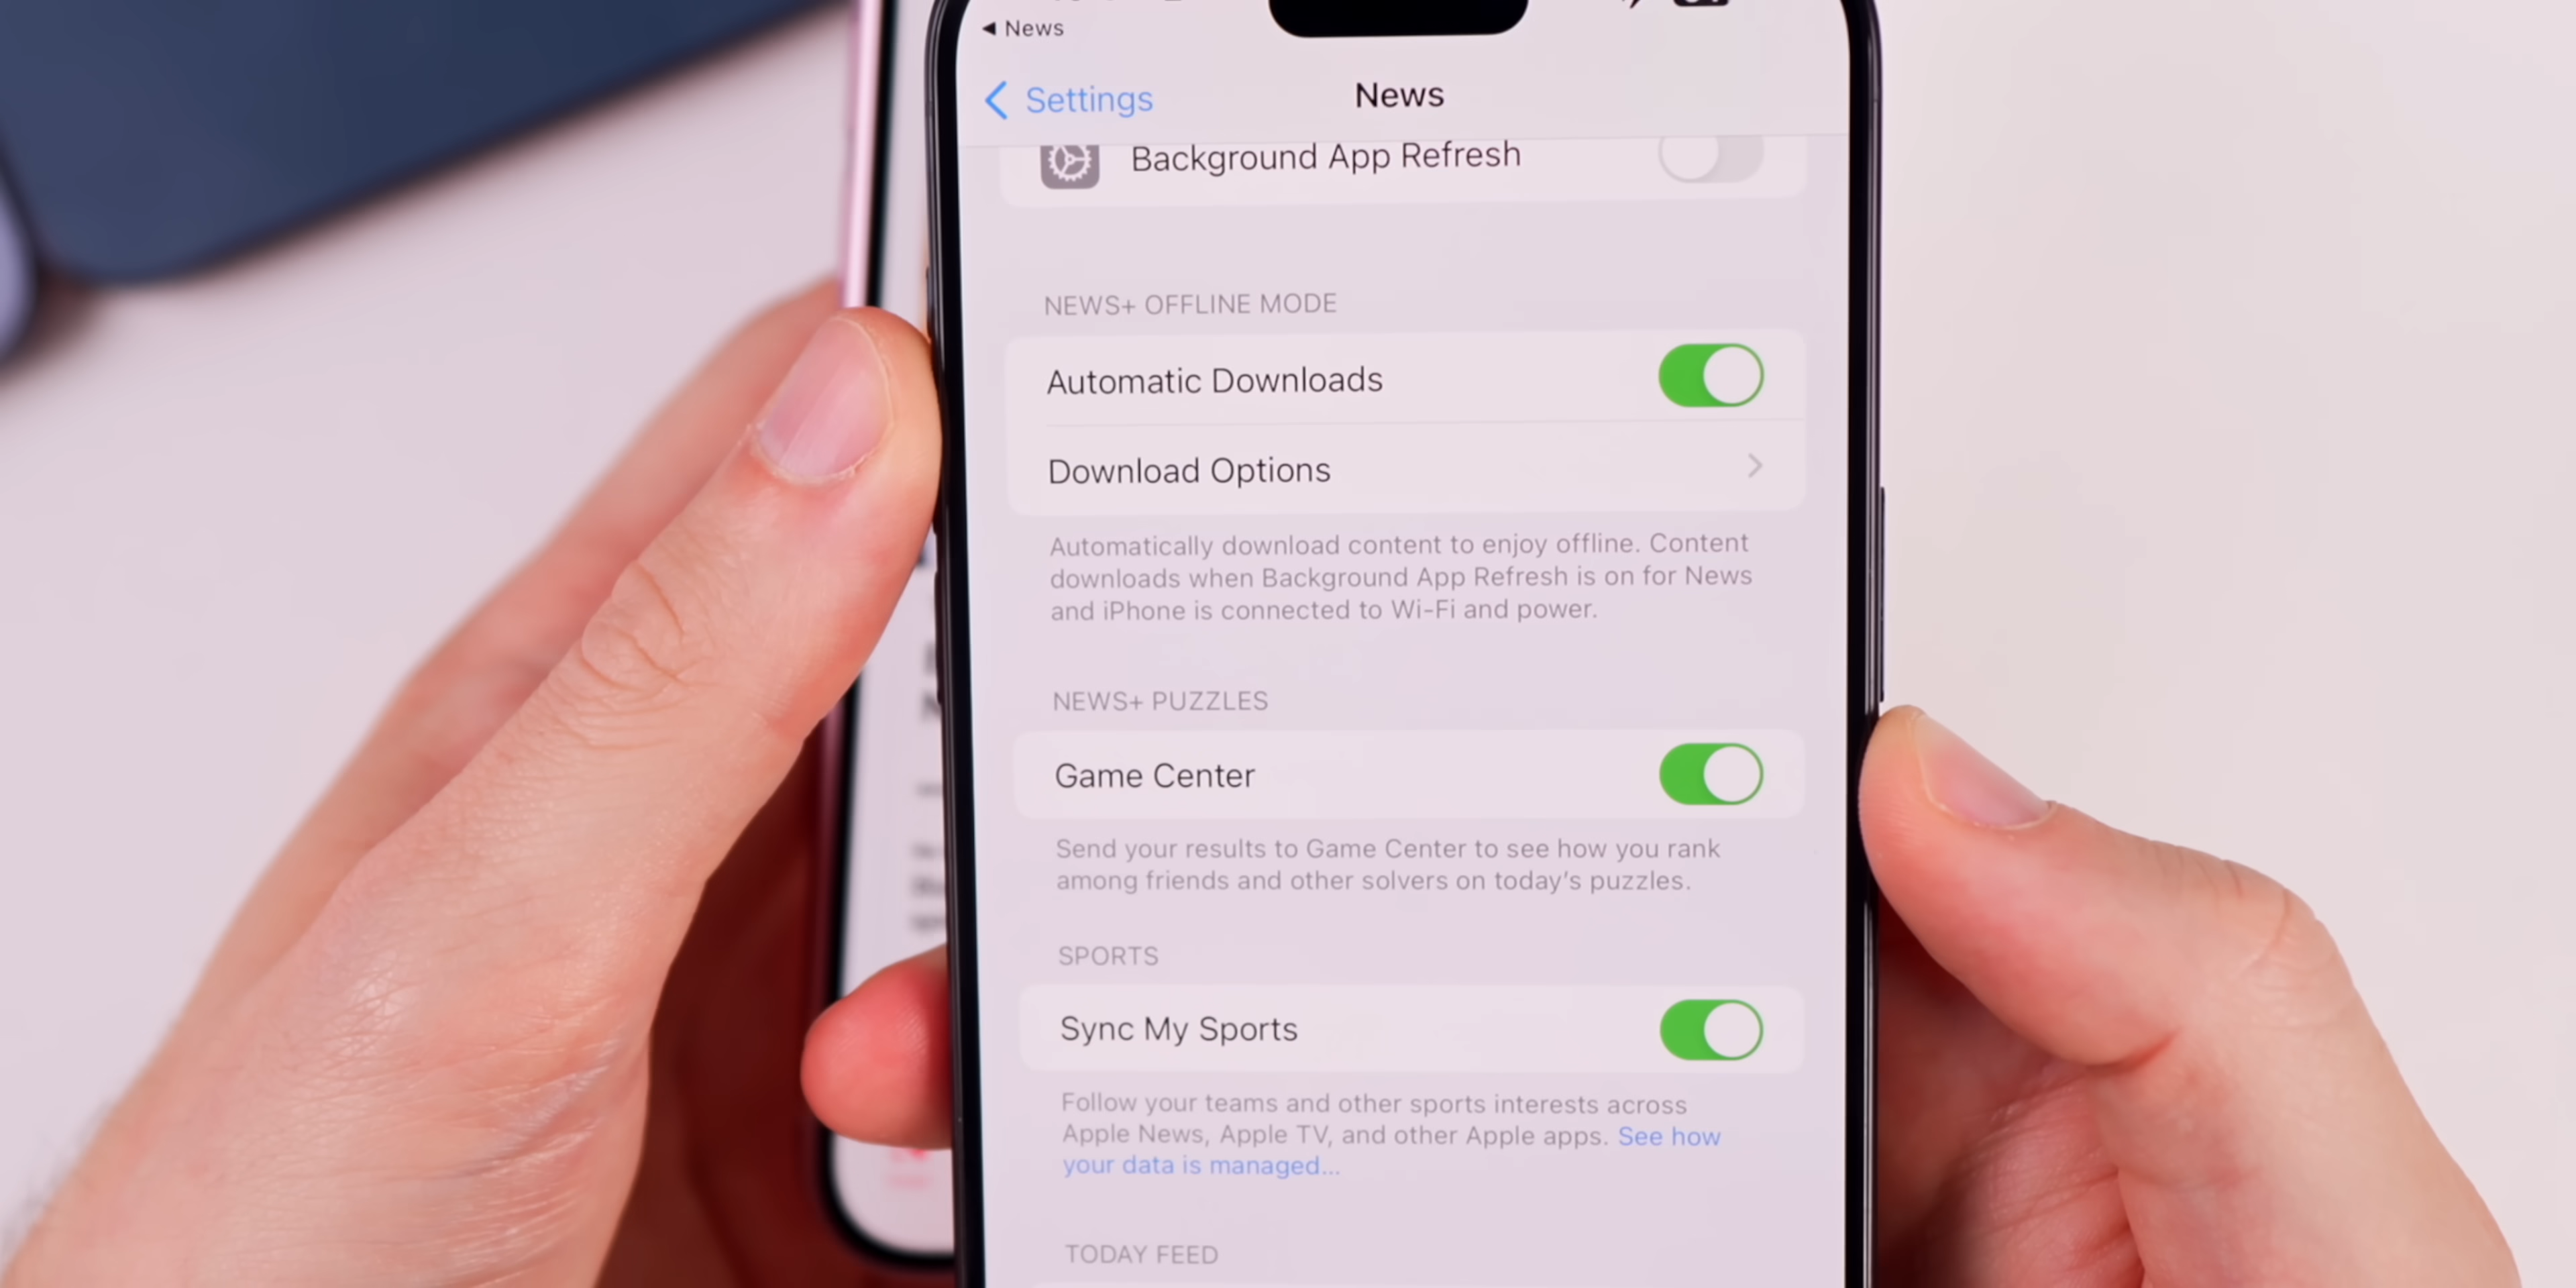 ◀ News
Settings
News
Background App Refresh
NEWS+ OFFLINE MODE
Automatic Downloads
Download Options
Automatically download content to enjoy offline. Content
downloads when Background App Refresh is on for News
and iPhone is connected to Wi-Fi and power.
NEWS+ PUZZLES
Game Center
Send your results to Game Center to see how you rank
among friends and other solvers on today's puzzles.
SPORTS
Sync My Sports
Follow your teams and other sports interests across
Apple News, Apple TV, and other Apple apps. See how
your data is managed...
TODAY FEED